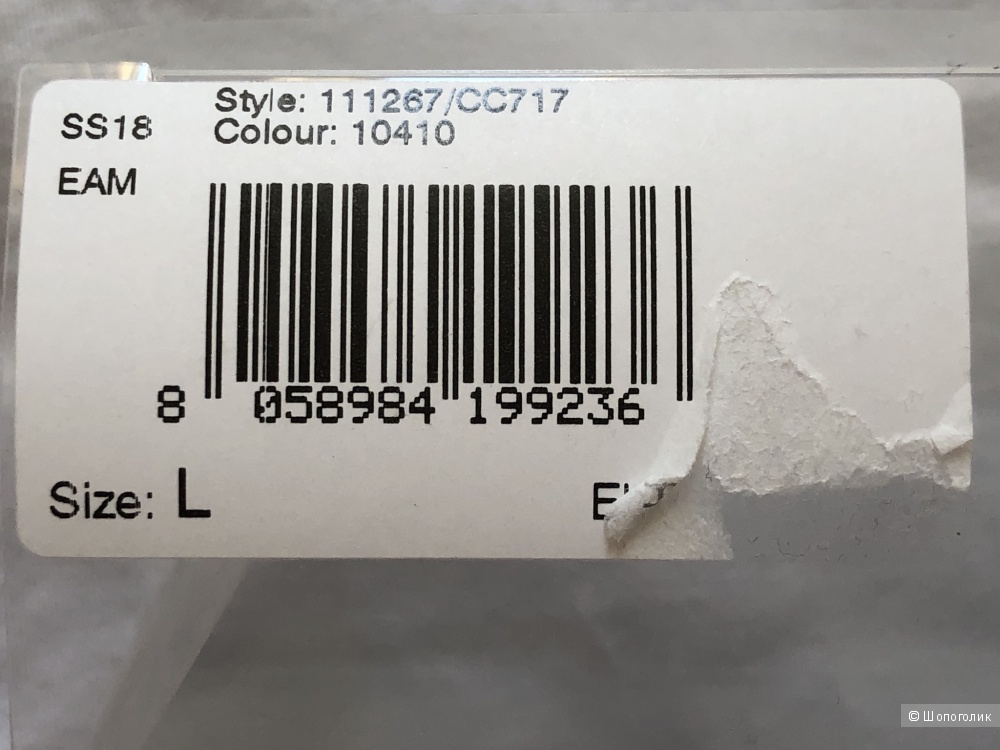 SS18
Style: 111267/CC717
Colour: 10410
EAM
8 058984 199236
Size: L
© Шопоголик